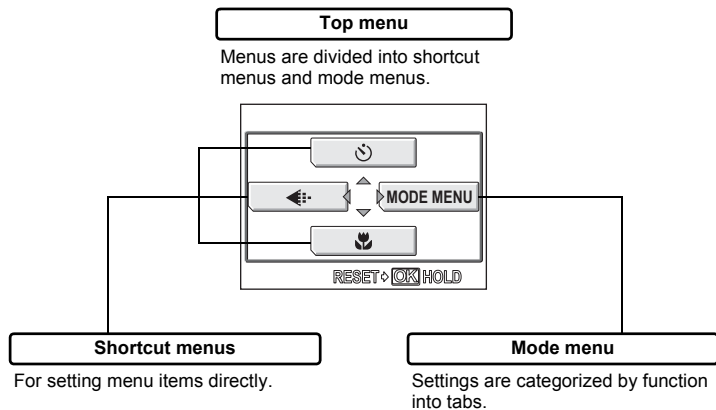 Top menu
Menus are divided into shortcut
menus and mode menus.
MODE MENU
RESET OK HOLD
Shortcut menus
For setting menu items directly.
Mode menu
Settings are categorized by function
into tabs.